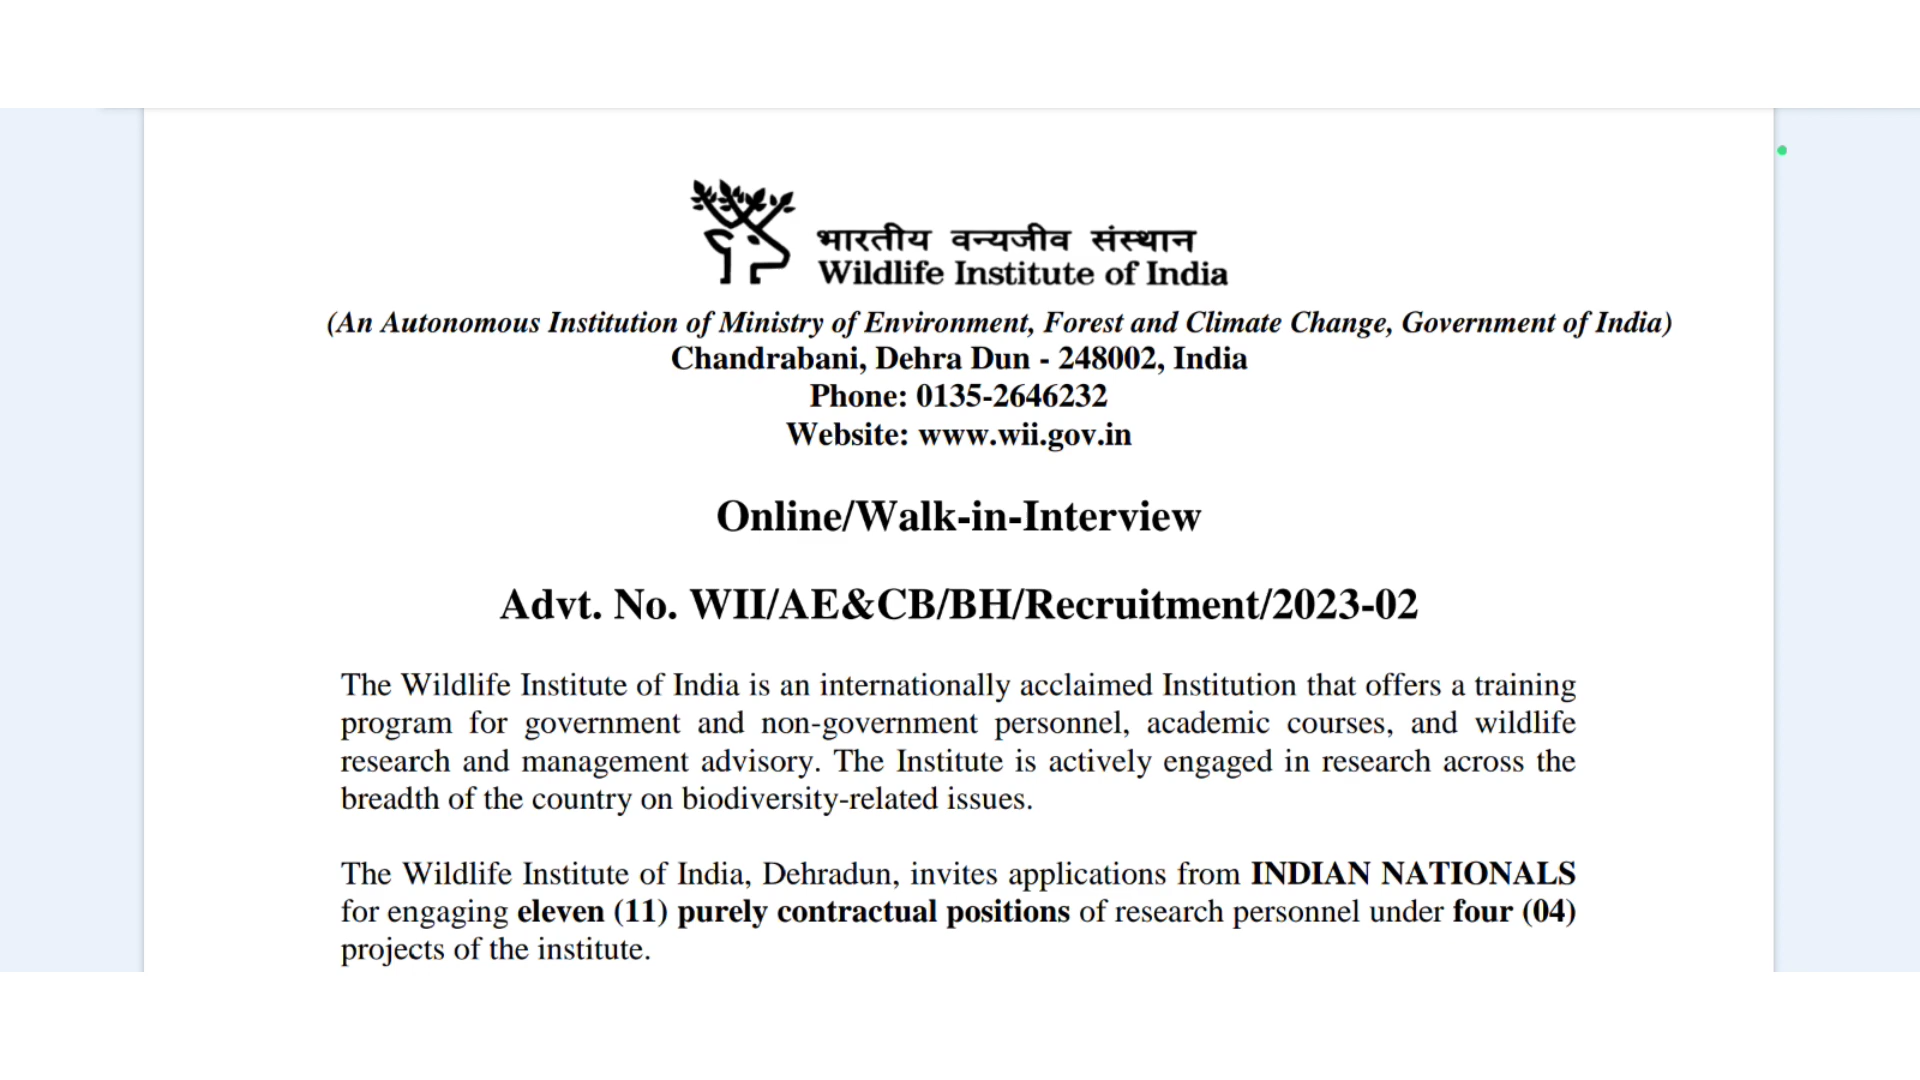 भारतीय वन्यजीव संस्थान
Wildlife Institute of India
(An Autonomous Institution of Ministry of Environment, Forest and Climate Change, Government of India)
Chandrabani, Dehra Dun - 248002, India
Phone: 0135-2646232
Website: www.wii.gov.in
Online/Walk-in-Interview
Advt. No. WII/AE&CB/BH/Recruitment/2023-02
The Wildlife Institute of India is an internationally acclaimed Institution that offers a training
program for government and non-government personnel, academic courses, and wildlife
research and management advisory. The Institute is actively engaged in research across the
breadth of the country on biodiversity-related issues.
The Wildlife Institute of India, Dehradun, invites applications from INDIAN NATIONALS
for engaging eleven (11) purely contractual positions of research personnel under four (04)
projects of the institute.